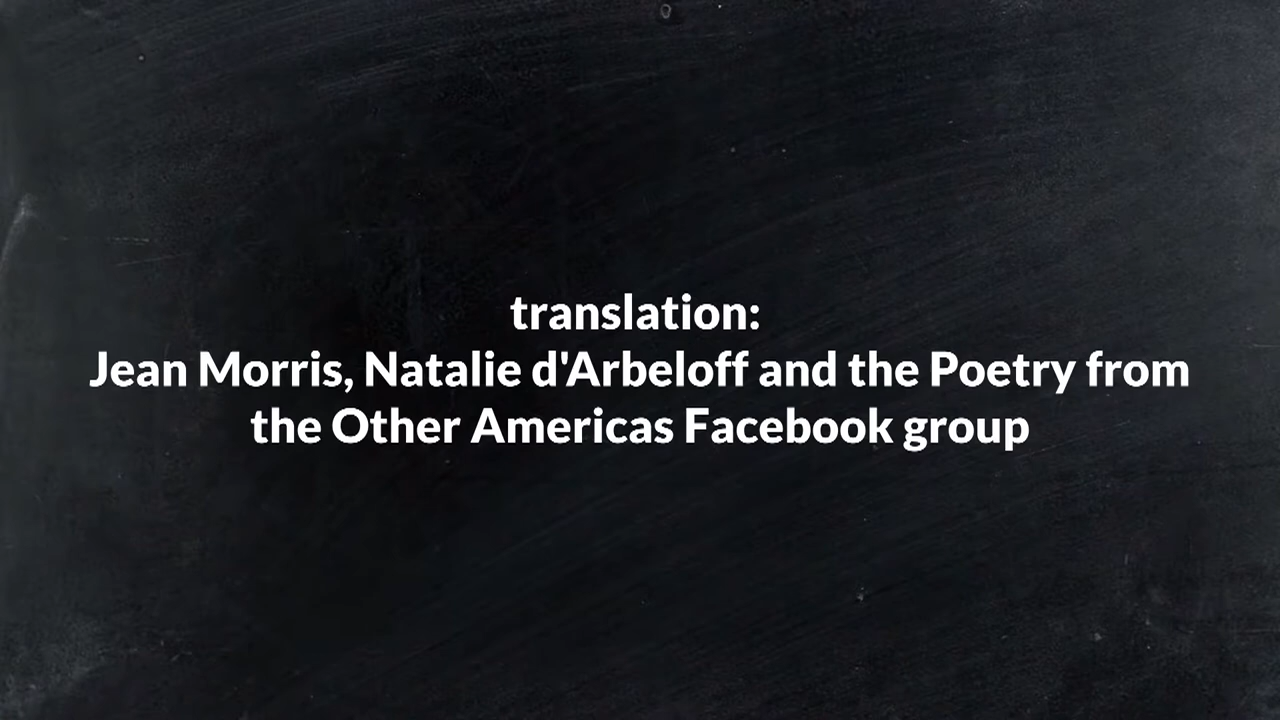 translation:
Jean Morris, Natalie d'Arbeloff and the Poetry from
the Other Americas Facebook group